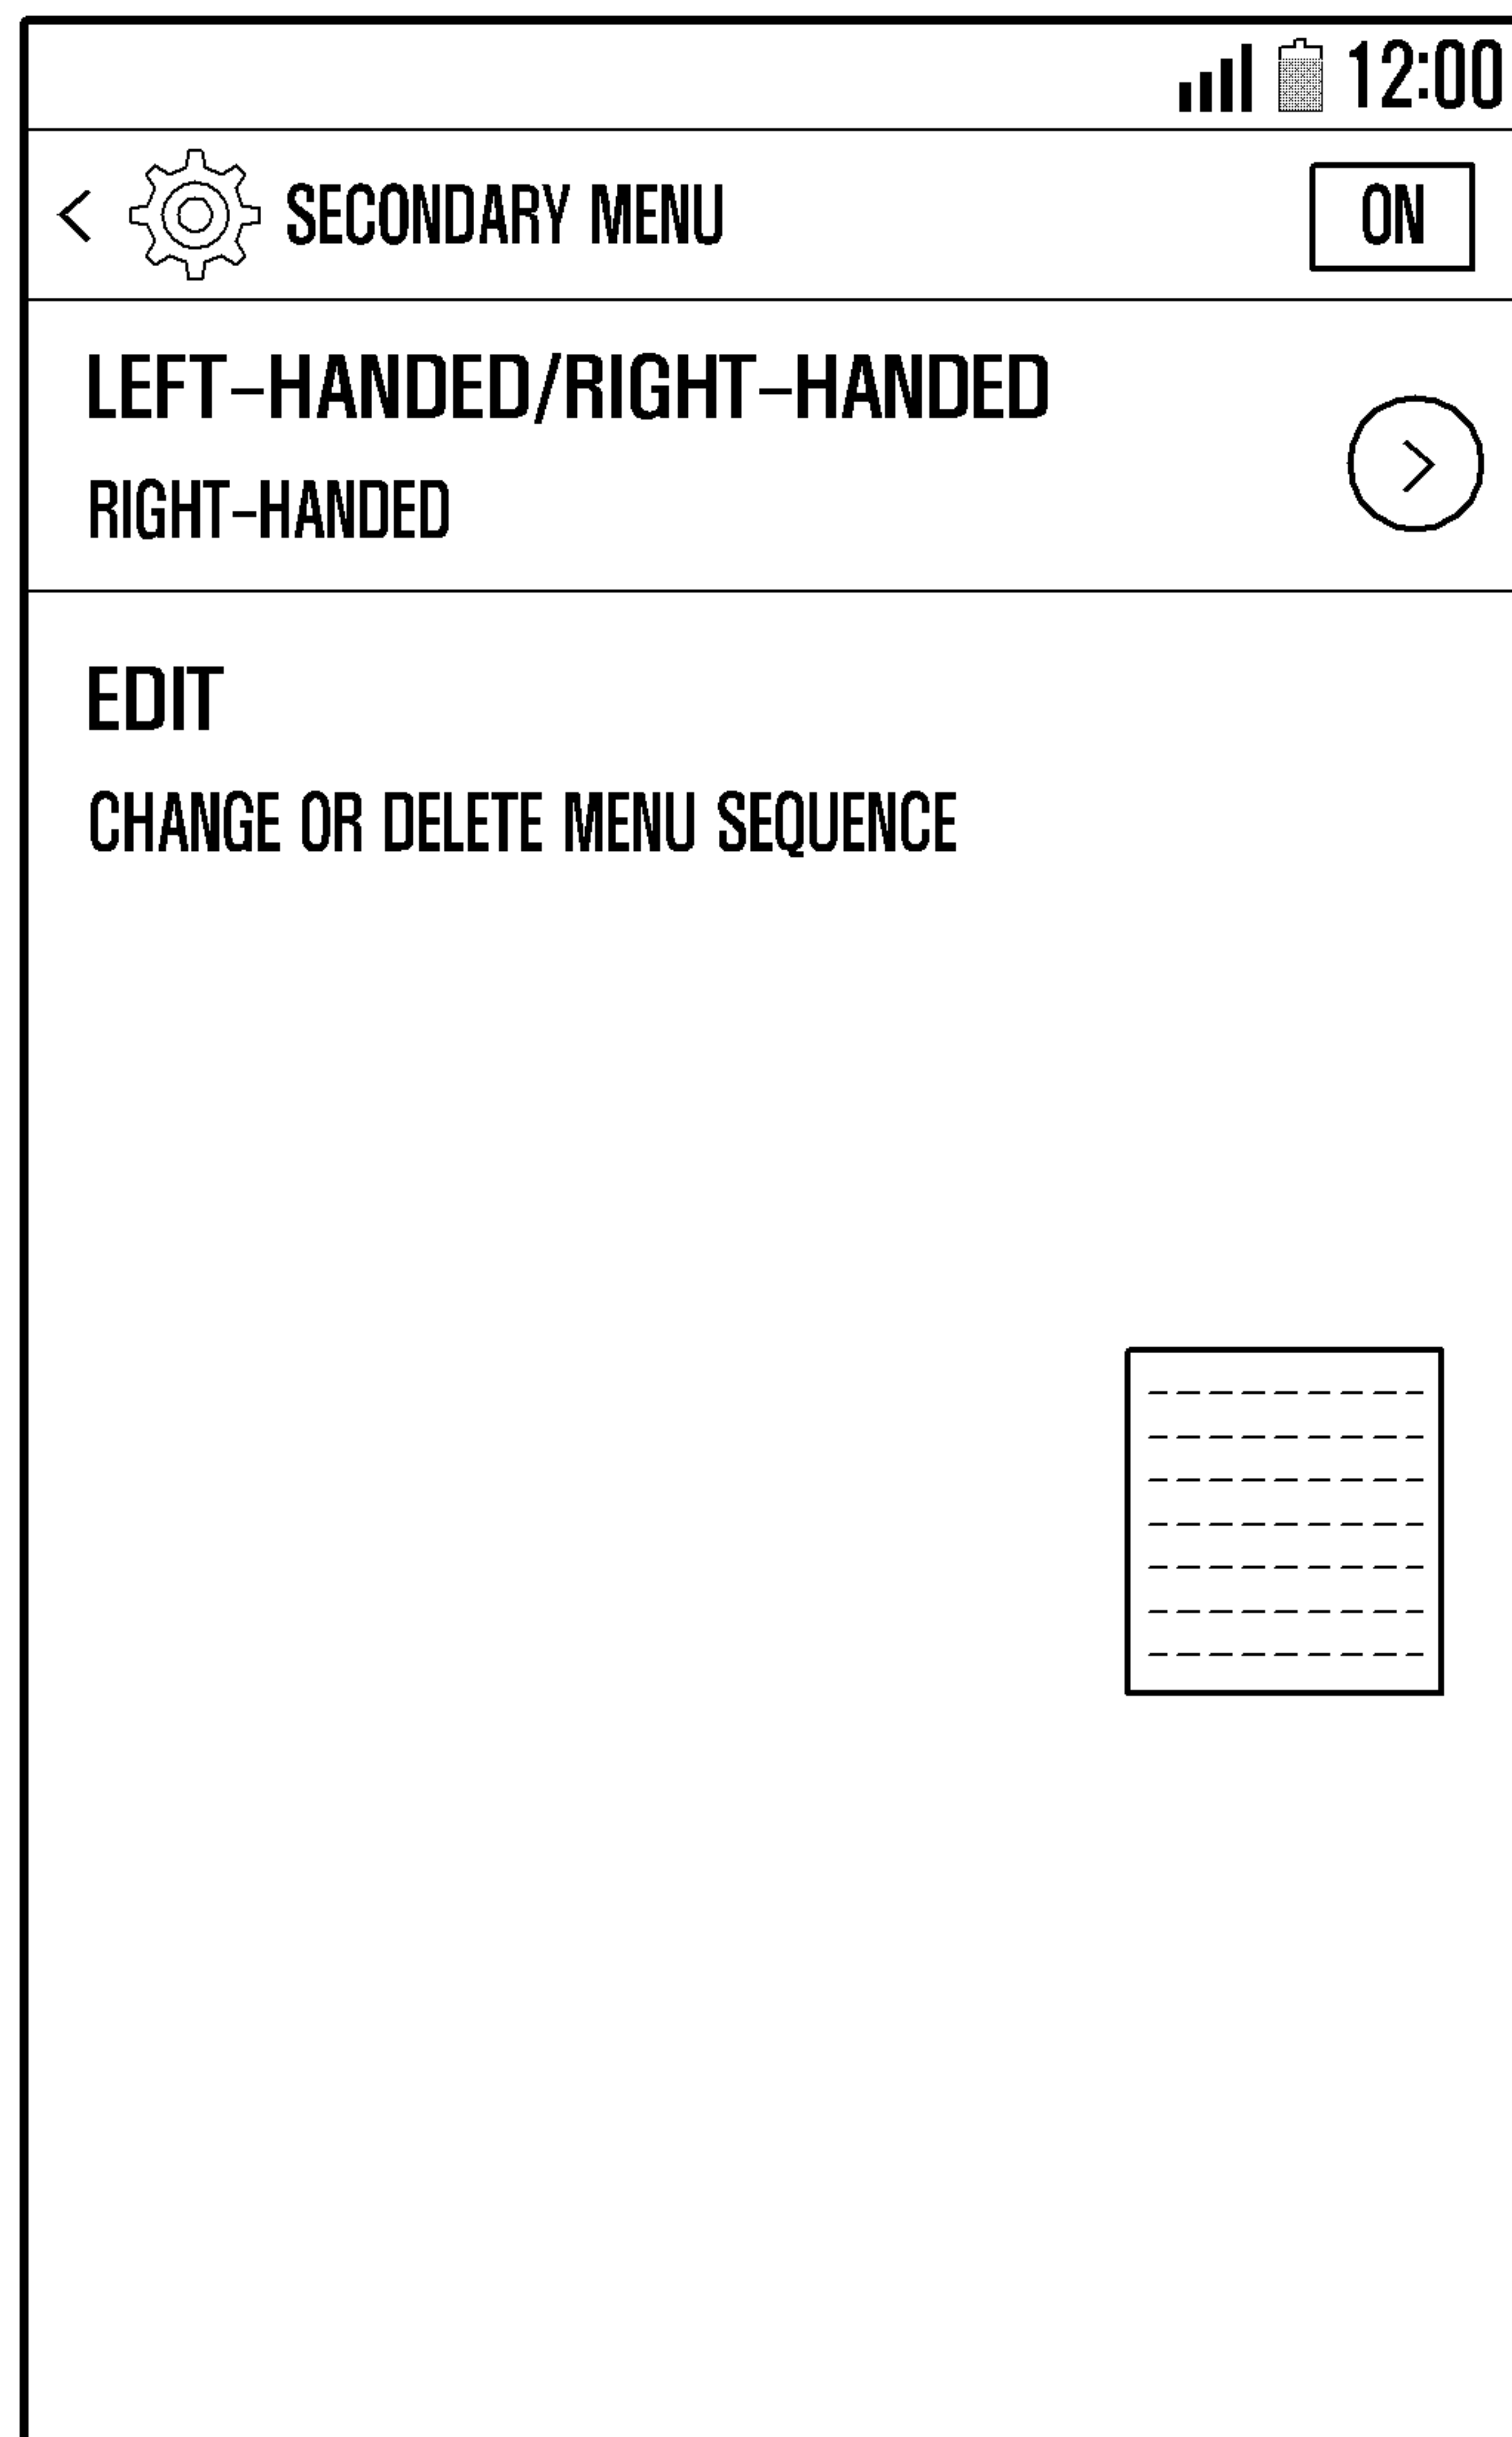 12:00
SECONDARY MENU ON
LEFT-HANDED/RIGHT-HANDED
RIGHT-HANDED
EDIT
CHANGE OR DELETE MENU SEQUENCE